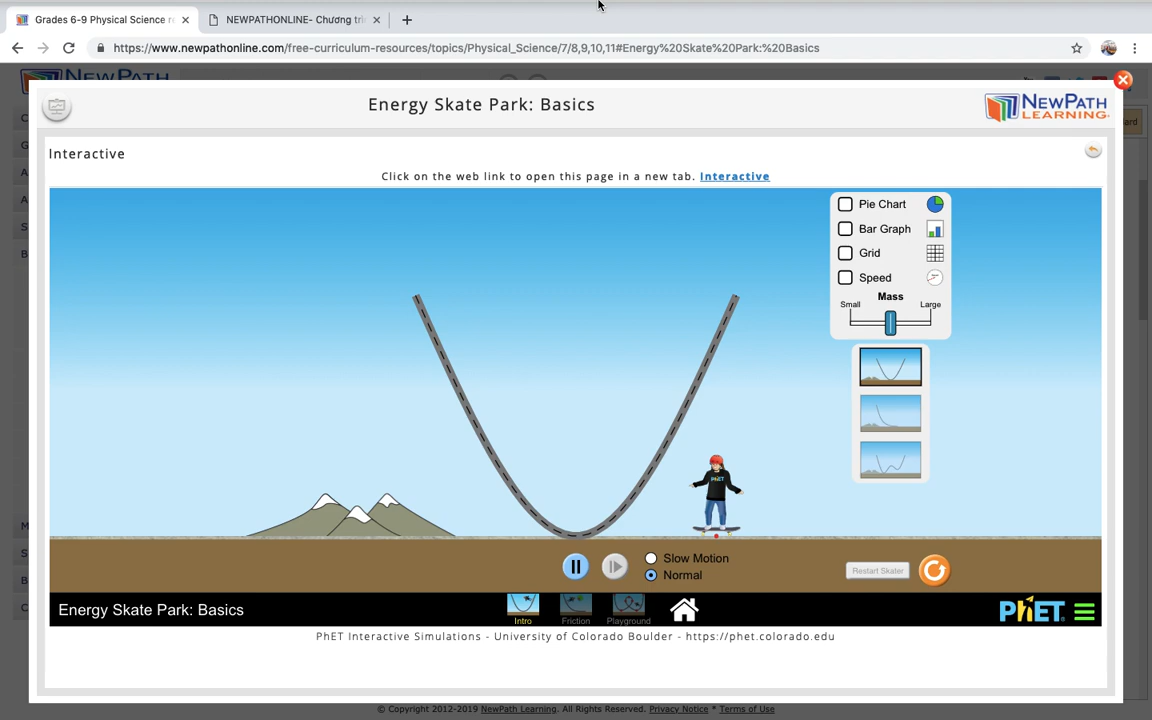 Grades 6-9 Physical Science re
NEWPATHONLINE- Chương trì
https://www.newpathonline.com/free-curriculum-resources/topics/Physical_Science/7/8,9,10,11#Energy%20Skate%20Park:%20Basics
Energy Skate Park: Basics
NEWPATH
LEARNING
Interactive
Click on the web link to open this page in a new tab. Interactive
Pie Chart
Bar Graph
Grid
Speed
Mass
Small
Large
PhET
Slow Motion
Normal
Restart Skater
Energy Skate Park: Basics
Intro
Friction
Playground
PhET
PhET Interactive Simulations - University of Colorado Boulder - https://phet.colorado.edu
© Copyright 2012-2019 NewPath Learning. All Rights Reserved. Privacy Notice * Terms of Use